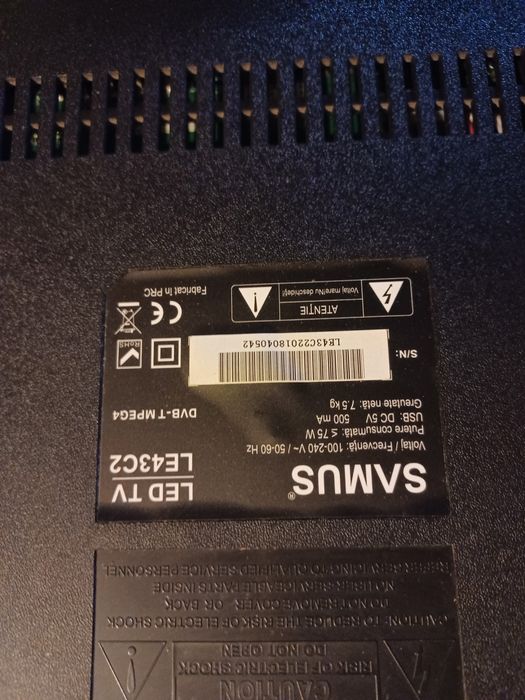 CAUTION
RISK OF ELECTRIC SHOCK
DO NOT OPEN
CAUTION: TO REDUCE THE RISK OF ELECTRIC SHOCK
DO NOT REMOVE COVER OR BACK
NO USER-SERVICEABLE PARTS INSIDE
REFER SERVICING TO QUALIFIED SERVICE PERSONNEL
SAMUS®
LED TV
LE43C2
Voltaj / Frecvență: 100-240 V~ / 50-60 Hz
Putere consumată: ≤ 75 W
USB: DC 5V 500 mA
Greutate netă: 7.5 kg
DVB-T MPEG4
S/N:
LE43C22018040542
RoHS
ATENȚIE
Voltaj mare!Nu deschideți!
CE
Fabricat în PRC